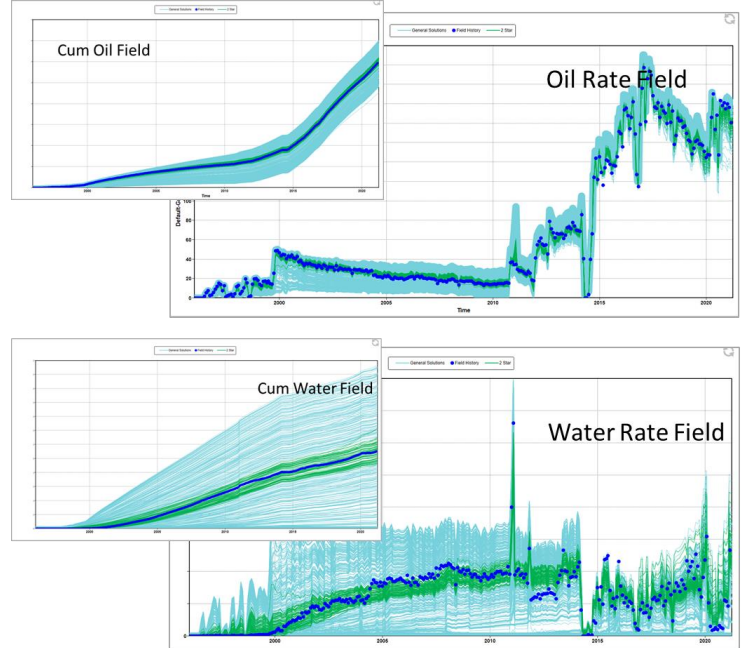 General Solutions Field History 2 Star
Cum Oil Field
2000 2005 2010 2015 2020
Time
General Solutions Field History 2 Star
Oil Rate Field
100
80
60
40
20
0
2000 2005 2010 2015 2020
Time
General Solutions Field History 2 Star
Cum Water Field
2000 2005 2010 2015 2020
General Solutions Field History 2 Star
Water Rate Field
0
2000 2005 2010 2015 2020